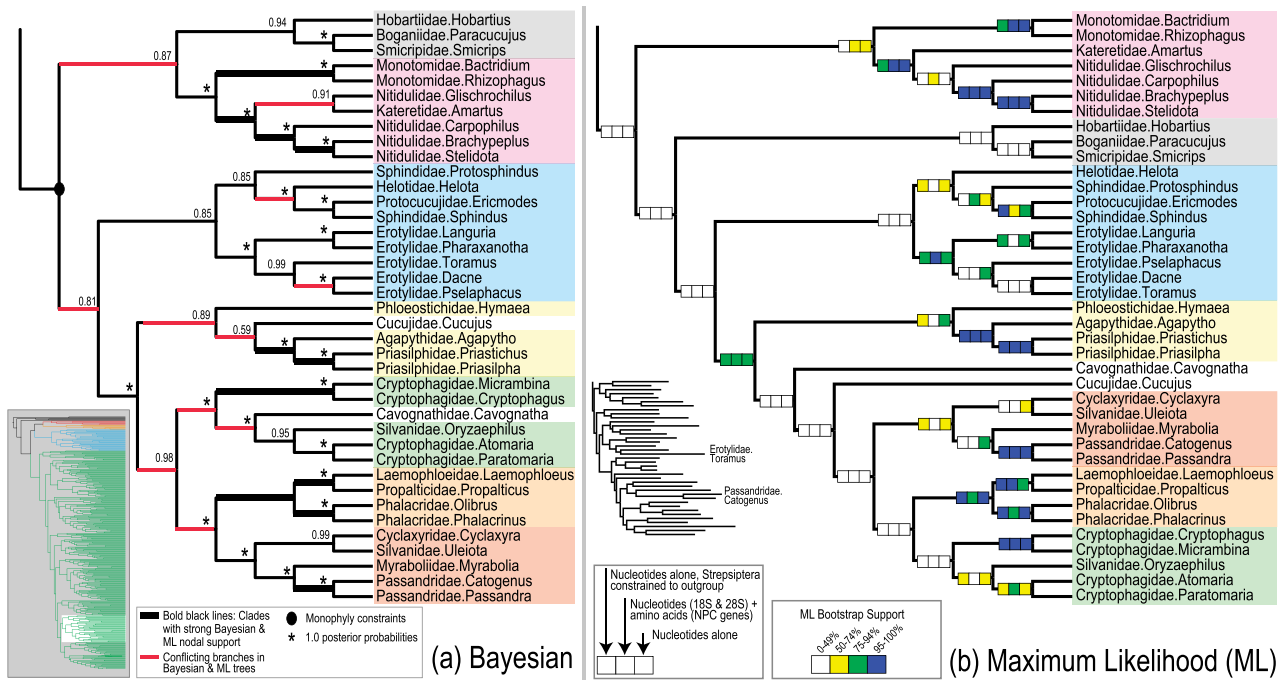 Hobartiidae.Hobartius
Boganiidae.Paracucujus
Smicripidae.Smicrips
Monotomidae.Bactridium
Monotomidae.Rhizophagus
Nitidulidae.Glischrochilus
Kateretidae.Amartus
Nitidulidae.Carpophilus
Nitidulidae.Brachypeplus
Nitidulidae.Stelidota
Sphindidae.Protosphindus
Helotidae.Helota
Protocucujidae.Ericmodes
Sphindidae.Sphindus
Erotylidae.Languria
Erotylidae.Pharaxanotha
Erotylidae.Toramus
Erotylidae.Dacne
Erotylidae.Pselaphacus
Phloeostichidae.Hymaea
Cucujidae.Cucujus
Agapythidae.Agapytho
Priasilphidae.Priastichus
Priasilphidae.Priasilpha
Cryptophagidae.Micrambina
Cryptophagidae.Cryptophagus
Cavognathidae.Cavognatha
Silvanidae.Oryzaephilus
Cryptophagidae.Atomaria
Cryptophagidae.Paratomaria
Laemophloeidae.Laemophloeus
Propalticidae.Propalticus
Phalacridae.Olibrus
Phalacridae.Phalacrinus
Cyclaxyridae.Cyclaxyra
Silvanidae.Uleiota
Myraboliidae.Myrabolia
Passandridae.Catogenus
Passandridae.Passandra
0.94
*
0.87
*
*
0.91
*
*
*
0.85
*
*
0.85
*
*
0.99
*
0.81
0.89
0.59
*
*
*
*
*
*
0.95
*
0.98
*
*
*
0.99
*
*
*
Bold black lines: Clades
with strong Bayesian &
ML nodal support
Conflicting branches in
Bayesian & ML trees
Monophyly constraints
* 1.0 posterior probabilities
(a) Bayesian
Monotomidae.Bactridium
Monotomidae.Rhizophagus
Kateretidae.Amartus
Nitidulidae.Glischrochilus
Nitidulidae.Carpophilus
Nitidulidae.Brachypeplus
Nitidulidae.Stelidota
Hobartiidae.Hobartius
Boganiidae.Paracucujus
Smicripidae.Smicrips
Helotidae.Helota
Sphindidae.Protosphindus
Protocucujidae.Ericmodes
Sphindidae.Sphindus
Erotylidae.Languria
Erotylidae.Pharaxanotha
Erotylidae.Pselaphacus
Erotylidae.Dacne
Erotylidae.Toramus
Phloeostichidae.Hymaea
Agapythidae.Agapytho
Priasilphidae.Priastichus
Priasilphidae.Priasilpha
Cavognathidae.Cavognatha
Cucujidae.Cucujus
Cyclaxyridae.Cyclaxyra
Silvanidae.Uleiota
Myraboliidae.Myrabolia
Passandridae.Catogenus
Passandridae.Passandra
Laemophloeidae.Laemophloeus
Propalticidae.Propalticus
Phalacridae.Olibrus
Phalacridae.Phalacrinus
Cryptophagidae.Cryptophagus
Cryptophagidae.Micrambina
Silvanidae.Oryzaephilus
Cryptophagidae.Atomaria
Cryptophagidae.Paratomaria
Erotylidae.
Toramus
Passandridae.
Catogenus
Nucleotides alone, Strepsiptera
constrained to outgroup
Nucleotides (18S & 28S) +
amino acids (NPC genes)
Nucleotides alone
ML Bootstrap Support
0-49%
50-74%
75-94%
95-100%
(b) Maximum Likelihood (ML)